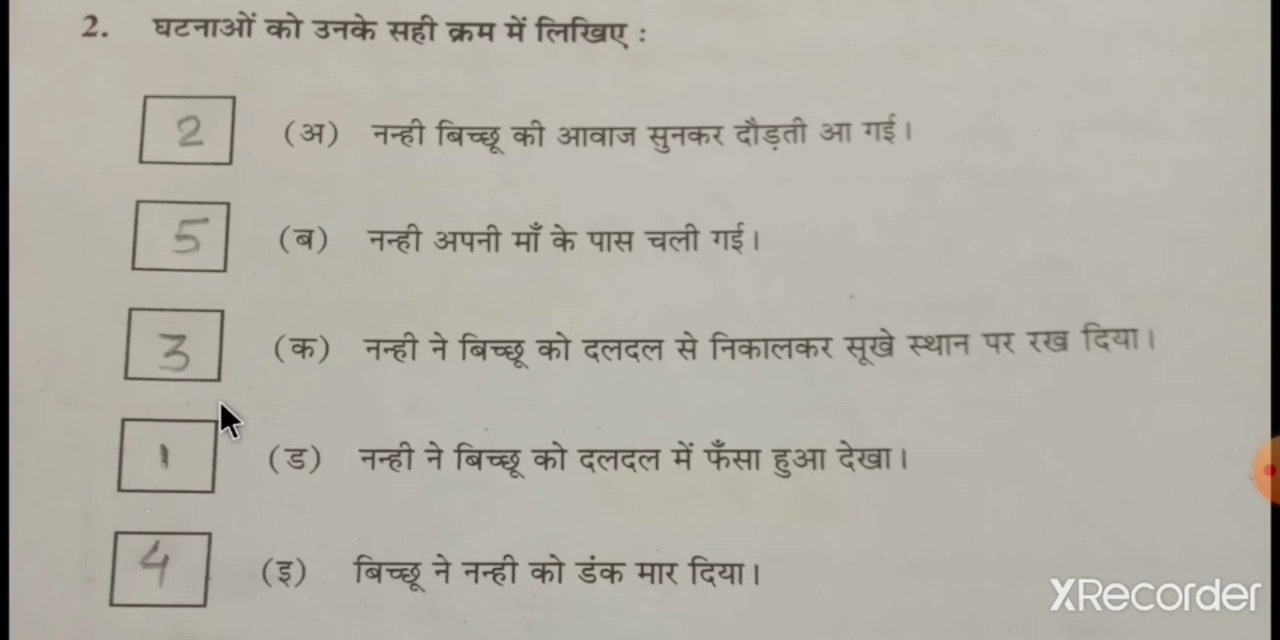 2. घटनाओं को उनके सही क्रम में लिखिए :
2 (अ) नन्ही बिच्छू की आवाज सुनकर दौड़ती आ गई।
5 (ब) नन्ही अपनी माँ के पास चली गई।
3 (क) नन्ही ने बिच्छू को दलदल से निकालकर सूखे स्थान पर रख दिया।
1 (ड) नन्ही ने बिच्छू को दलदल में फँसा हुआ देखा।
4 (इ) बिच्छू ने नन्ही को डंक मार दिया।
XRecorder